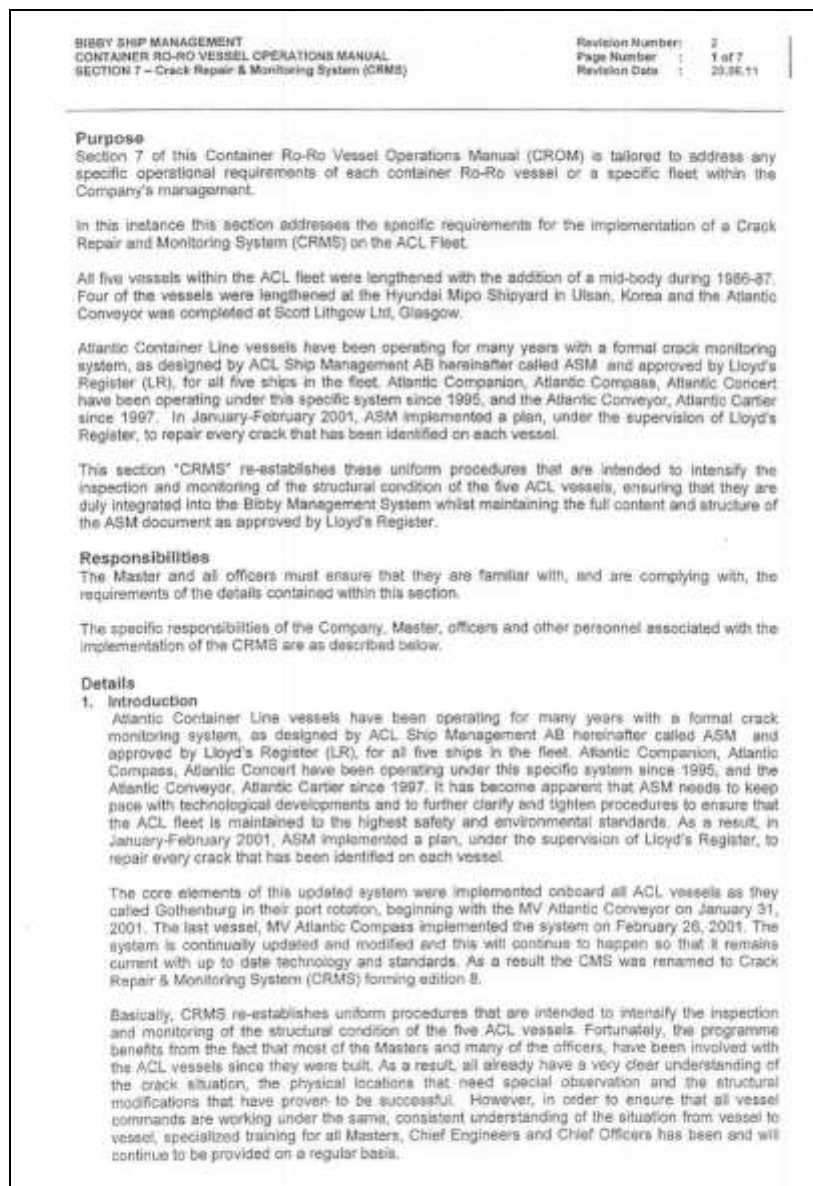 BIBBY SHIP MANAGEMENT
CONTAINER RO-RO VESSEL OPERATIONS MANUAL
SECTION 7 – Crack Repair & Monitoring System (CRMS)
Revision Number: 2
Page Number : 1 of 7
Revision Date :
Purpose
Section 7 of this Container Ro-Ro Vessel Operations Manual (CROM) is tailored to address any
specific operational requirements of each container Ro-Ro vessel or a specific fleet within the
Company's management.
In this instance this section addresses the specific requirements for the implementation of a Crack
Repair and Monitoring System (CRMS) on the ACL Fleet.
All five vessels within the ACL fleet were lengthened with the addition of a mid-body during 1986-87.
Four of the vessels were lengthened at the Hyundai Mipo Shipyard in Ulsan, Korea and the Atlantic
Conveyor was completed at Scott Lithgow Ltd, Glasgow.
Atlantic Container Line vessels have been operating for many years with a formal crack monitoring
system, as designed by ACL Ship Management AB hereinafter called ASM and approved by Lloyd's
Register (LR), for all five ships in the fleet. Atlantic Companion, Atlantic Compass, Atlantic Concert
have been operating under this specific system since 1995, and the Atlantic Conveyor, Atlantic Cartier
since 1997. In January-February 2001, ASM implemented a plan, under the supervision of Lloyd's
Register, to repair every crack that has been identified on each vessel.
This section "CRMS" re-establishes these uniform procedures that are intended to intensify the
inspection and monitoring of the structural condition of the five ACL vessels, ensuring that they are
duly integrated into the Bibby Management System whilst maintaining the full content and structure of
the ASM document as approved by Lloyd's Register.
Responsibilities
The Master and all officers must ensure that they are familiar with, and are complying with, the
requirements of the details contained within this section.
The specific responsibilities of the Company, Master, officers and other personnel associated with the
implementation of the CRMS are as described below.
Details
1. Introduction
Atlantic Container Line vessels have been operating for many years with a formal crack
monitoring system, as designed by ACL Ship Management AB hereinafter called ASM and
approved by Lloyd's Register (LR), for all five ships in the fleet. Atlantic Companion, Atlantic
Compass, Atlantic Concert have been operating under this specific system since 1995, and the
Atlantic Conveyor, Atlantic Cartier since 1997. It has become apparent that ASM needs to keep
pace with technological developments and to further clarify and tighten procedures to ensure that
the ACL fleet is maintained to the highest safety and environmental standards. As a result, in
January-February 2001, ASM implemented a plan, under the supervision of Lloyd's Register, to
repair every crack that has been identified on each vessel.
The core elements of this updated system were implemented onboard all ACL vessels as they
called Gothenburg in their port rotation, beginning with the MV Atlantic Conveyor on January 31,
2001. The last vessel, MV Atlantic Compass implemented the system on February 26, 2001. The
system is continually updated and modified and this will continue to happen so that it remains
current with up to date technology and standards. As a result the CMS was renamed to Crack
Repair & Monitoring System (CRMS) forming edition 8.
Basically, CRMS re-establishes uniform procedures that are intended to intensify the inspection
and monitoring of the structural condition of the five ACL vessels. Fortunately, the programme
benefits from the fact that most of the Masters and many of the officers, have been involved with
the ACL vessels since they were built. As a result, all already have a very clear understanding of
the crack situation, the physical locations that need special observation and the structural
modifications that have proven to be successful. However, in order to ensure that all vessel
commands are working under the same, consistent understanding of the situation from vessel to
vessel, specialized training for all Masters, Chief Engineers and Chief Officers has been and will
continue to be provided on a regular basis.